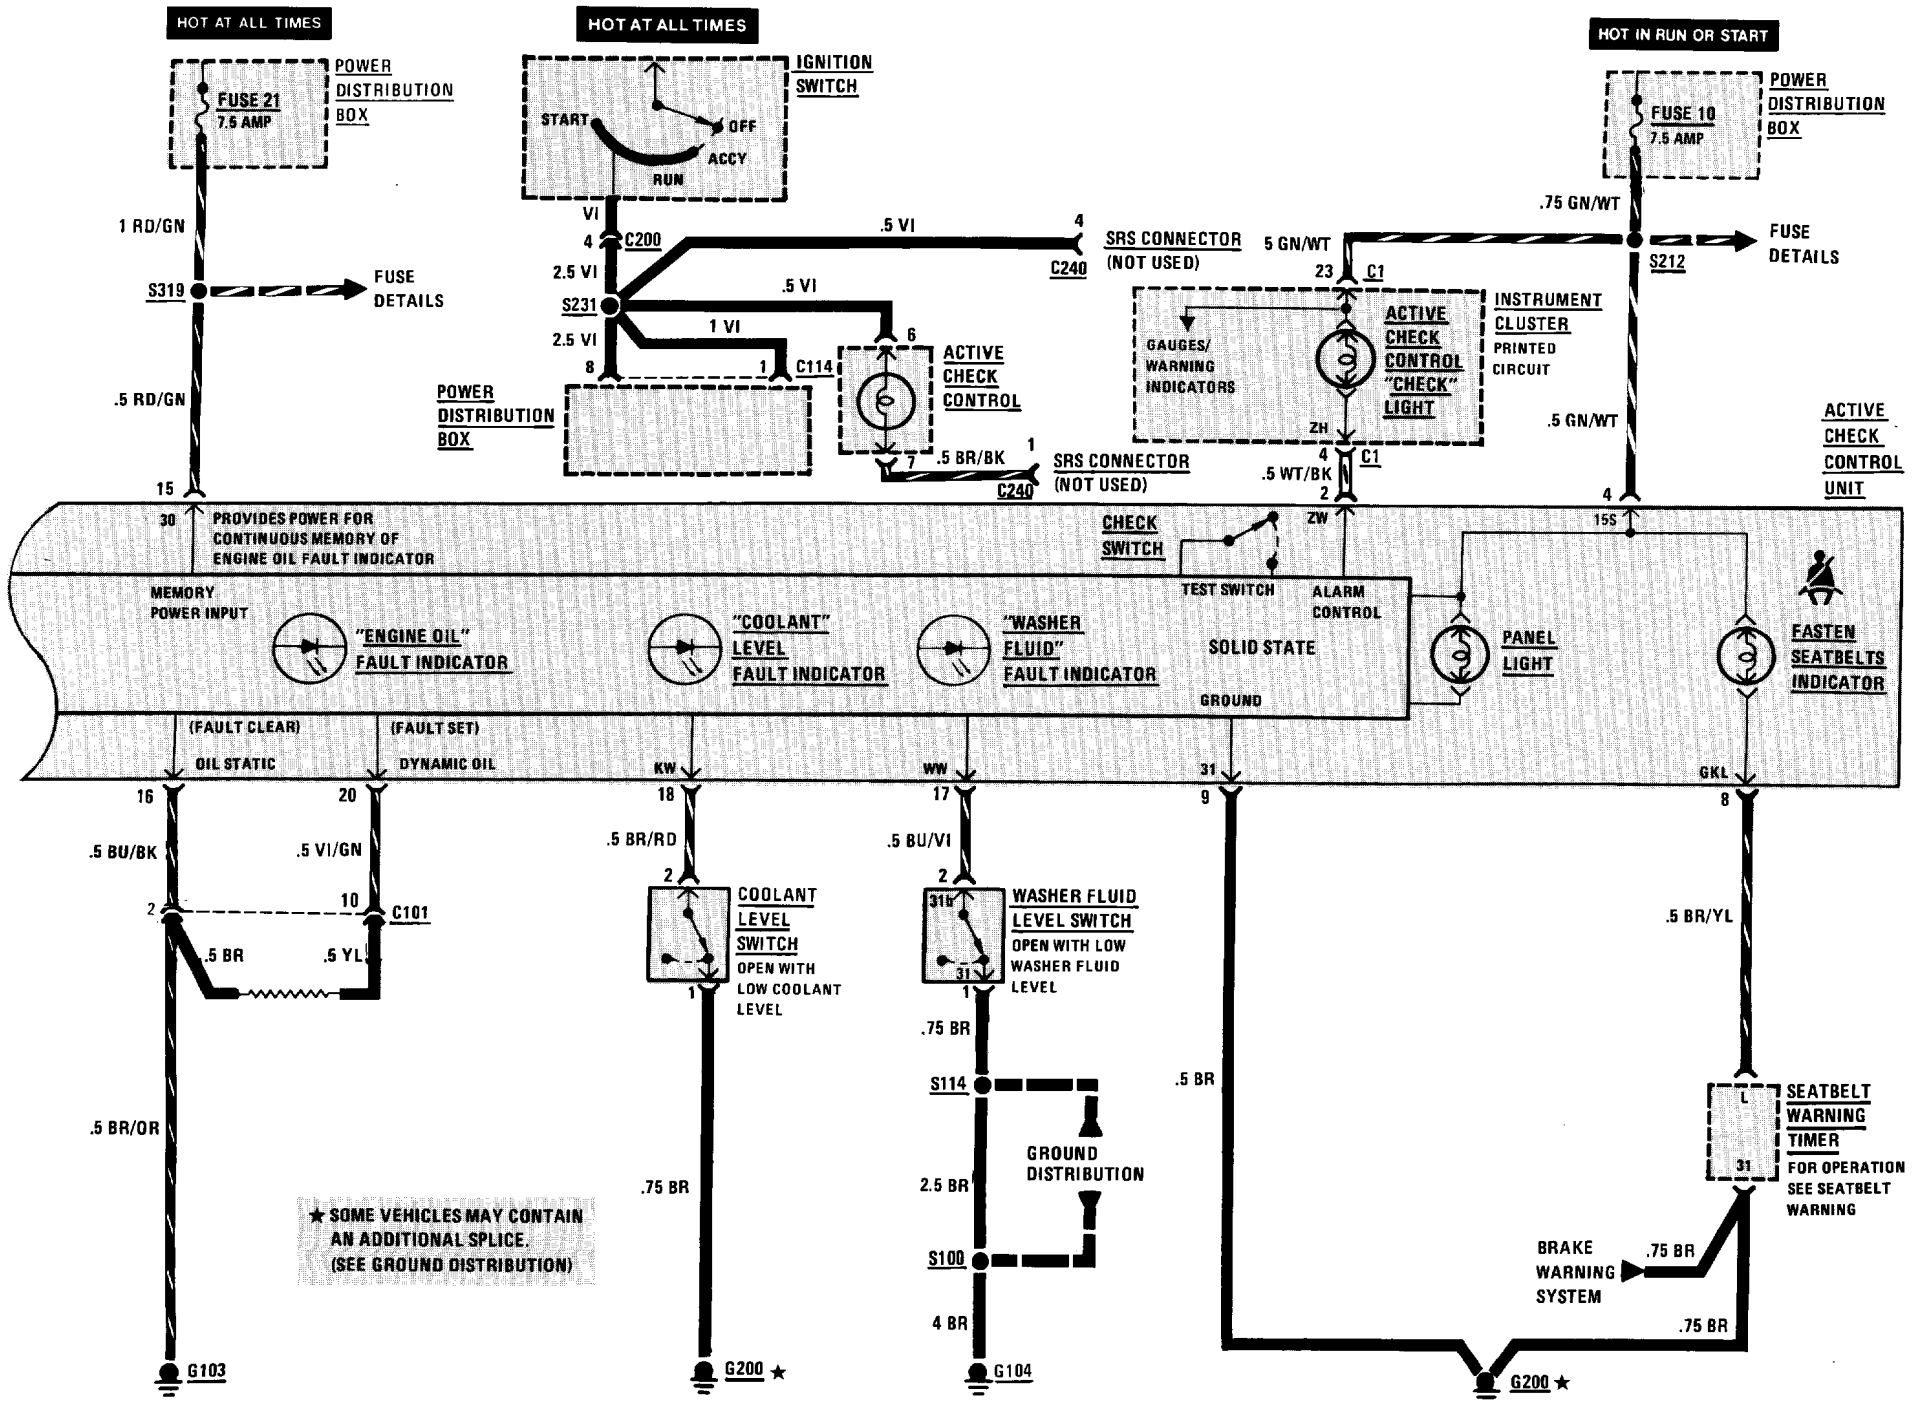 HOT AT ALL TIMES
HOT AT ALL TIMES
HOT IN RUN OR START
POWER
DISTRIBUTION
BOX
FUSE 21
7.5 AMP
IGNITION
SWITCH
START
OFF
ACCY
RUN
POWER
DISTRIBUTION
BOX
FUSE 10
7.5 AMP
1 RD/GN
S319
FUSE
DETAILS
.5 RD/GN
VI
4
C200
2.5 VI
S231
2.5 VI
8
.5 VI
4
C240
SRS CONNECTOR
(NOT USED)
.5 VI
1 VI
1
C114
POWER
DISTRIBUTION
BOX
6
ACTIVE
CHECK
CONTROL
7
.5 BR/BK
1
C240
SRS CONNECTOR
(NOT USED)
.75 GN/WT
5 GN/WT
23
C1
S212
FUSE
DETAILS
INSTRUMENT
CLUSTER
PRINTED
CIRCUIT
GAUGES/
WARNING
INDICATORS
ACTIVE
CHECK
CONTROL
"CHECK"
LIGHT
ZH
4
C1
.5 WT/BK
2
.5 GN/WT
4
ACTIVE
CHECK
CONTROL
UNIT
15
30
PROVIDES POWER FOR
CONTINUOUS MEMORY OF
ENGINE OIL FAULT INDICATOR
CHECK
SWITCH
ZW
15S
MEMORY
POWER INPUT
"ENGINE OIL"
FAULT INDICATOR
"COOLANT"
LEVEL
FAULT INDICATOR
"WASHER
FLUID"
FAULT INDICATOR
TEST SWITCH
ALARM
CONTROL
SOLID STATE
GROUND
PANEL
LIGHT
FASTEN
SEATBELTS
INDICATOR
(FAULT CLEAR)
(FAULT SET)
OIL STATIC
DYNAMIC OIL
KW
WW
31
GKL
16
20
18
17
9
8
.5 BU/BK
.5 VI/GN
.5 BR/RD
.5 BU/VI
2
10
C101
.5 BR
.5 YL
2
COOLANT
LEVEL
SWITCH
OPEN WITH
LOW COOLANT
LEVEL
1
2
31b
31
WASHER FLUID
LEVEL SWITCH
OPEN WITH LOW
WASHER FLUID
LEVEL
1
.5 BR/YL
.75 BR
S114
GROUND
DISTRIBUTION
2.5 BR
S100
4 BR
.5 BR
.5 BR/OR
.75 BR
L
31
SEATBELT
WARNING
TIMER
FOR OPERATION
SEE SEATBELT
WARNING
★ SOME VEHICLES MAY CONTAIN
AN ADDITIONAL SPLICE.
(SEE GROUND DISTRIBUTION)
BRAKE
WARNING
SYSTEM
.75 BR
.75 BR
G103
G200 ★
G104
G200 ★